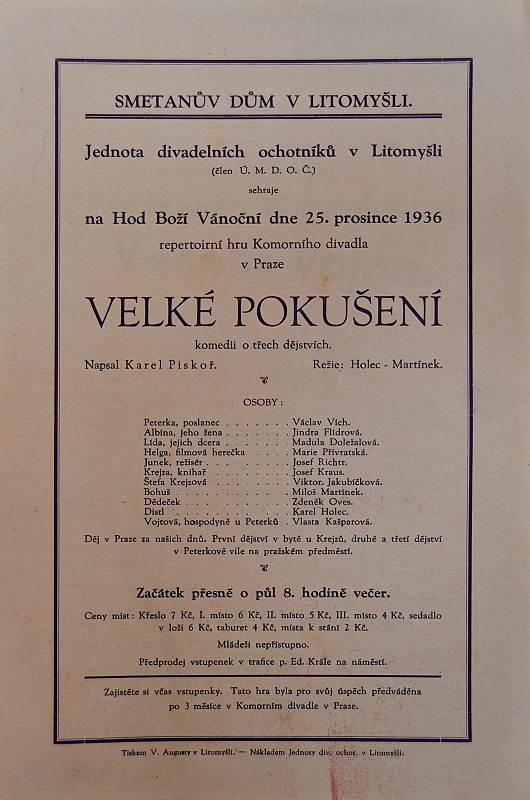 SMETANŮV DŮM V LITOMYŠLI.
Jednota divadelních ochotníků v Litomyšli
(člen Ú. M. D. O. Č.)
sehraje
na Hod Boží Vánoční dne 25. prosince 1936
repertoirní hru Komorního divadla
v Praze
VELKÉ POKUŠENÍ
komedii o třech dějstvích.
Napsal Karel Piskoř. Režie: Holec - Martínek.
OSOBY:
Peterka, poslanec . . . . . . . Václav Vích.
Albína, jeho žena . . . . . . . Jindra Flídrová.
Lída, jejich dcera . . . . . . . Madula Doležalová.
Helga, filmová herečka . . . . Marie Přívratská.
Junek, režisér . . . . . . . . . Josef Richtr.
Krejza, knihař . . . . . . . . . Josef Kraus.
Štefa Krejzová . . . . . . . . Viktor. Jakubíčková.
Bohuš . . . . . . . . . . . . Miloš Martínek.
Dědeček . . . . . . . . . . . Zdeněk Oves.
Distl . . . . . . . . . . . . Karel Holec.
Vojtová, hospodyně u Peterků . Vlasta Kašparová.
Děj v Praze za našich dnů. První dějství v bytě u Krejzů, druhé a třetí dějství
v Peterkově vile na pražském předměstí.
Začátek přesně o půl 8. hodině večer.
Ceny míst: Křeslo 7 Kč, I. místo 6 Kč, II. místo 5 Kč, III. místo 4 Kč, sedadlo
v loži 6 Kč, taburet 4 Kč, místa k stání 2 Kč.
Mládeži nepřístupno.
Předprodej vstupenek v trafice p. Ed. Krále na náměstí.
Zajistěte si včas vstupenky. Tato hra byla pro svůj úspěch předváděna
po 3 měsíce v Komorním divadle v Praze.
Tiskem V. Augusty v Litomyšli. — Nákladem Jednoty div. ochot. v Litomyšli.